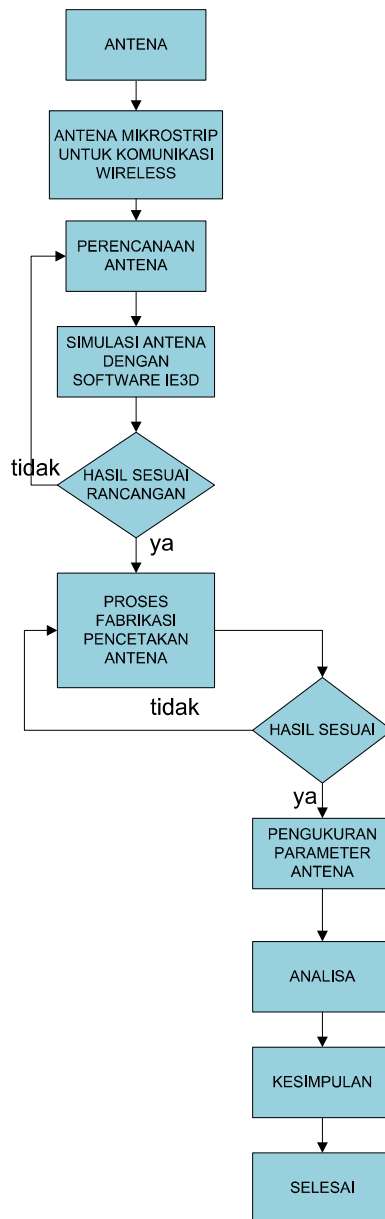 ANTENA
ANTENA MIKROSTRIP
UNTUK KOMUNIKASI
WIRELESS
PERENCANAAN
ANTENA
SIMULASI ANTENA
DENGAN
SOFTWARE IE3D
tidak
HASIL SESUAI
RANCANGAN
ya
PROSES
FABRIKASI
PENCETAKAN
ANTENA
tidak
HASIL SESUAI
ya
PENGUKURAN
PARAMETER
ANTENA
ANALISA
KESIMPULAN
SELESAI